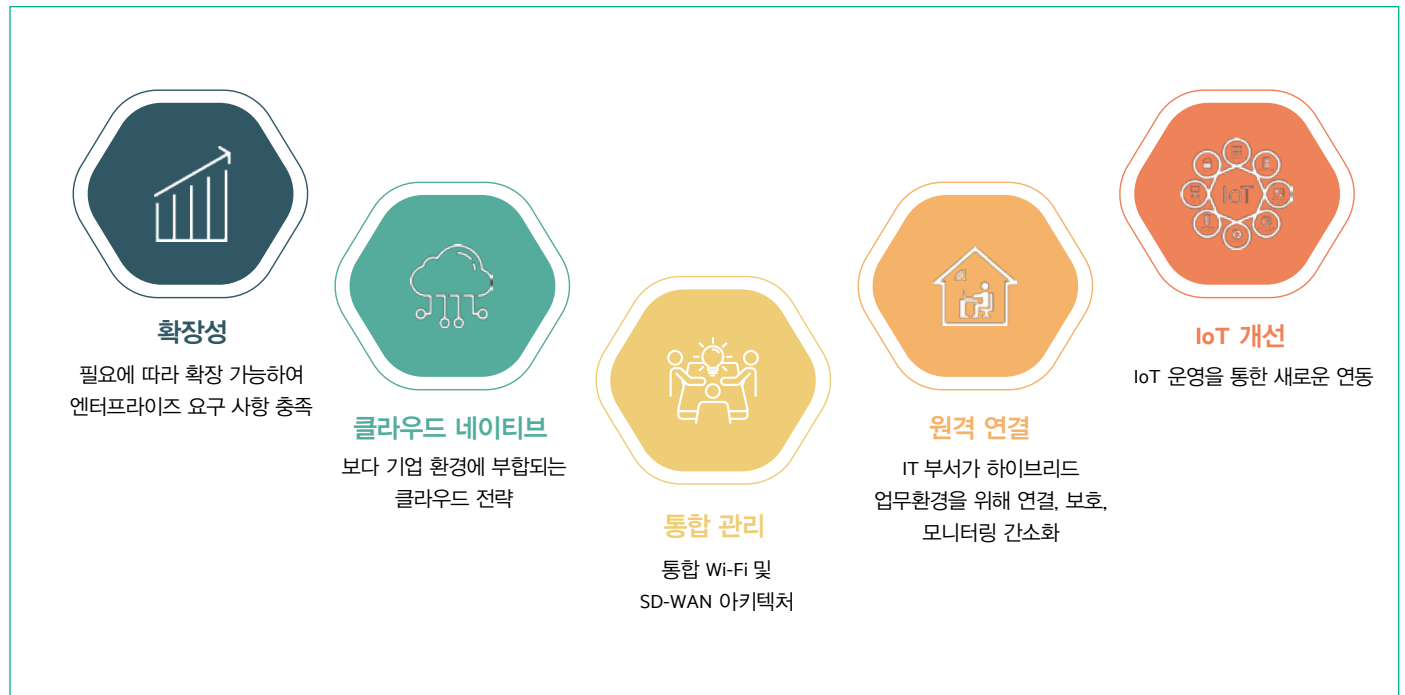 확장성
필요에 따라 확장 가능하여
엔터프라이즈 요구 사항 충족
클라우드 네이티브
보다 기업 환경에 부합되는
클라우드 전략
통합 관리
통합 Wi-Fi 및
SD-WAN 아키텍처
원격 연결
IT 부서가 하이브리드
업무환경을 위해 연결, 보호,
모니터링 간소화
IoT
IoT 개선
IoT 운영을 통한 새로운 연동